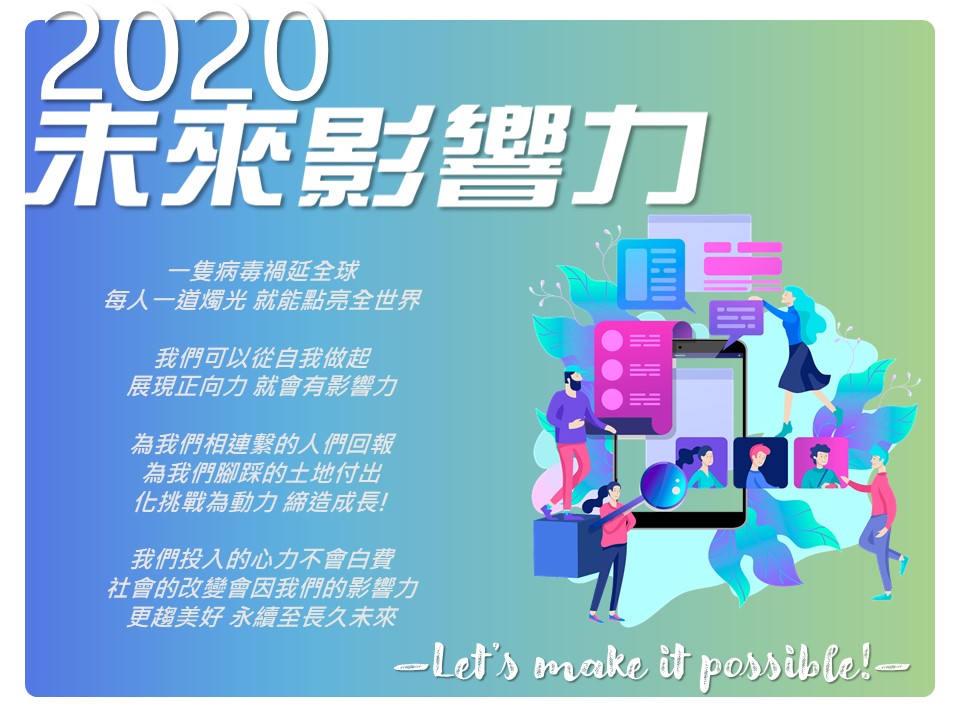 2020
未來影響力
一隻病毒禍延全球
每人一道燭光 就能點亮全世界
我們可以從自我做起
展現正向力 就會有影響力
為我們相連繫的人們回報
為我們腳踩的土地付出
化挑戰為動力 締造成長!
我們投入的心力不會白費
社會的改變會因我們的影響力
更趨美好 永續至長久未來
—Let's make it possible!—